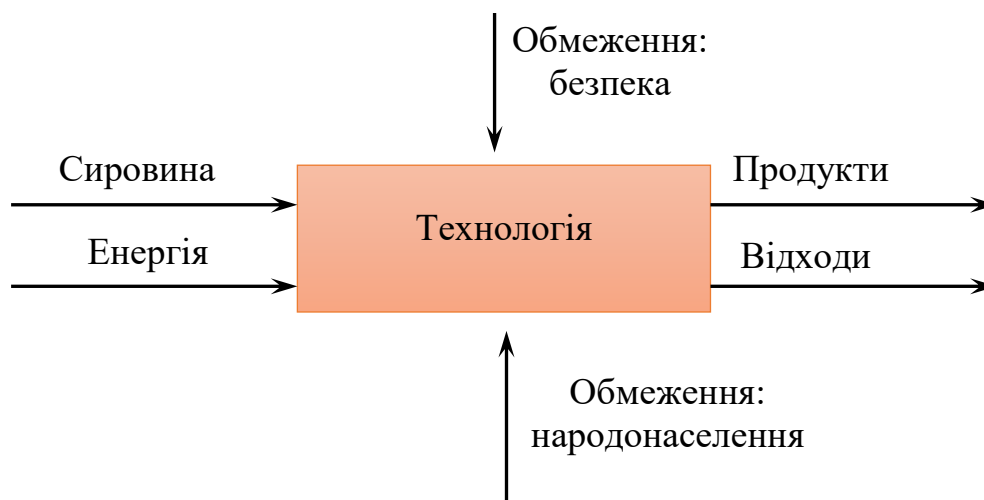 Обмеження:
безпека
Сировина
Продукти
Технологія
Енергія
Відходи
Обмеження:
народонаселення